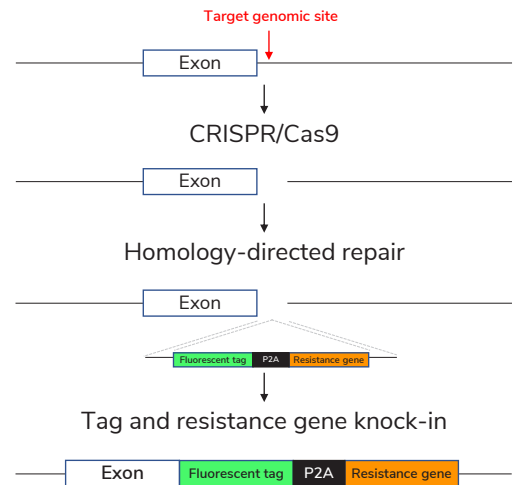 Target genomic site
Exon
CRISPR/Cas9
Exon
Homology-directed repair
Exon
Fluorescent tag P2A Resistance gene
Tag and resistance gene knock-in
Exon Fluorescent tag P2A Resistance gene